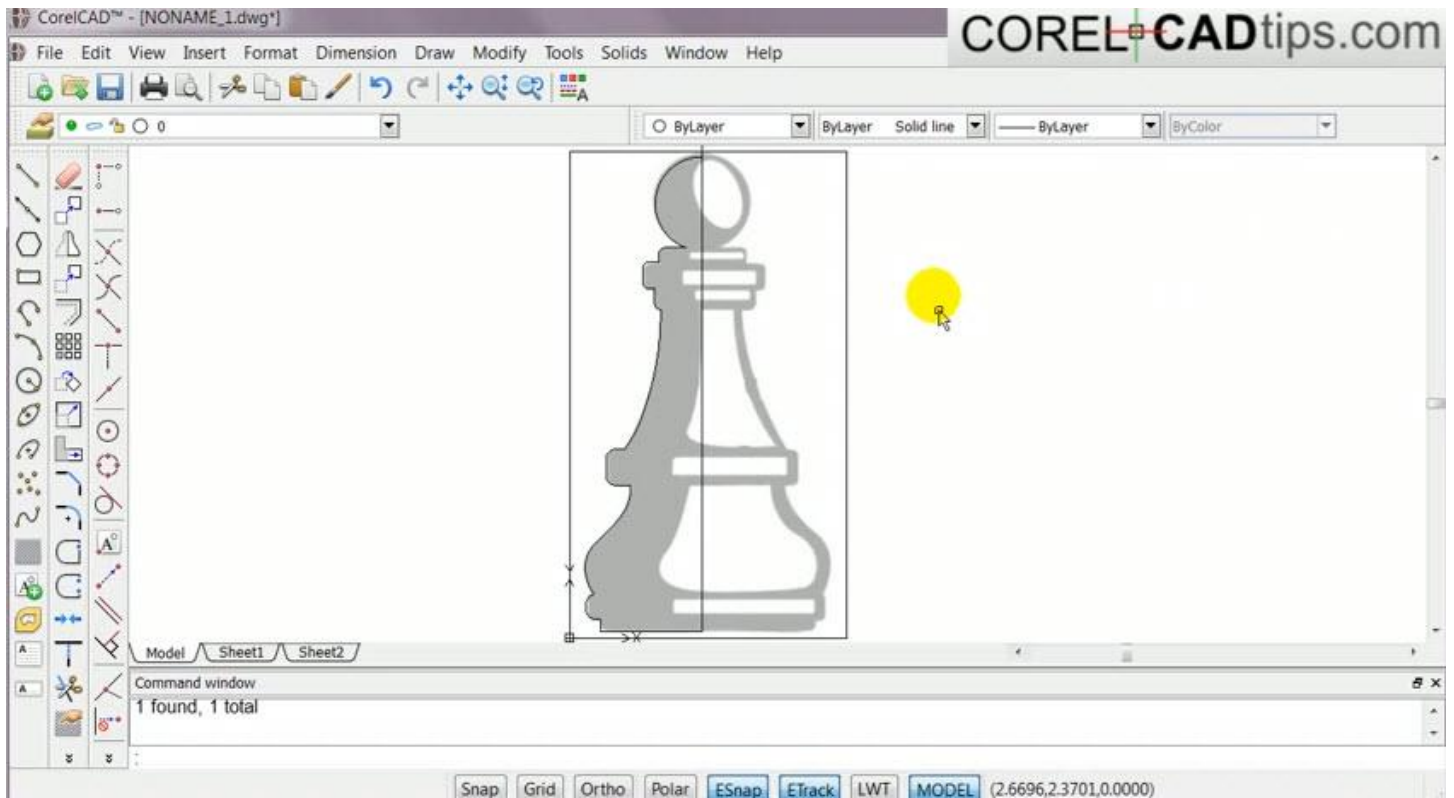 CorelCAD™ - [NONAME_1.dwg*]
COREL CADtips.com
File Edit View Insert Format Dimension Draw Modify Tools Solids Window Help
A
0 ByLayer ByLayer Solid line ByLayer ByColor
A
A
A
A
>X
Model Sheet1 Sheet2
Command window
1 found, 1 total
:
Snap Grid Ortho Polar ESnap ETrack LWT MODEL (2.6696,2.3701,0.0000)